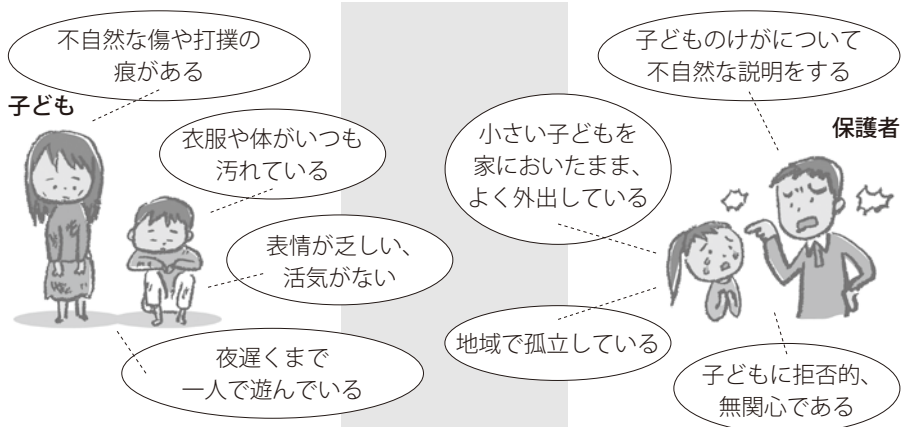 不自然な傷や打撲の
痕がある
子ども
衣服や体がいつも
汚れている
表情が乏しい、
活気がない
夜遅くまで
一人で遊んでいる
子どものけがについて
不自然な説明をする
保護者
小さい子どもを
家においたまま、
よく外出している
地域で孤立している
子どもに拒否的、
無関心である